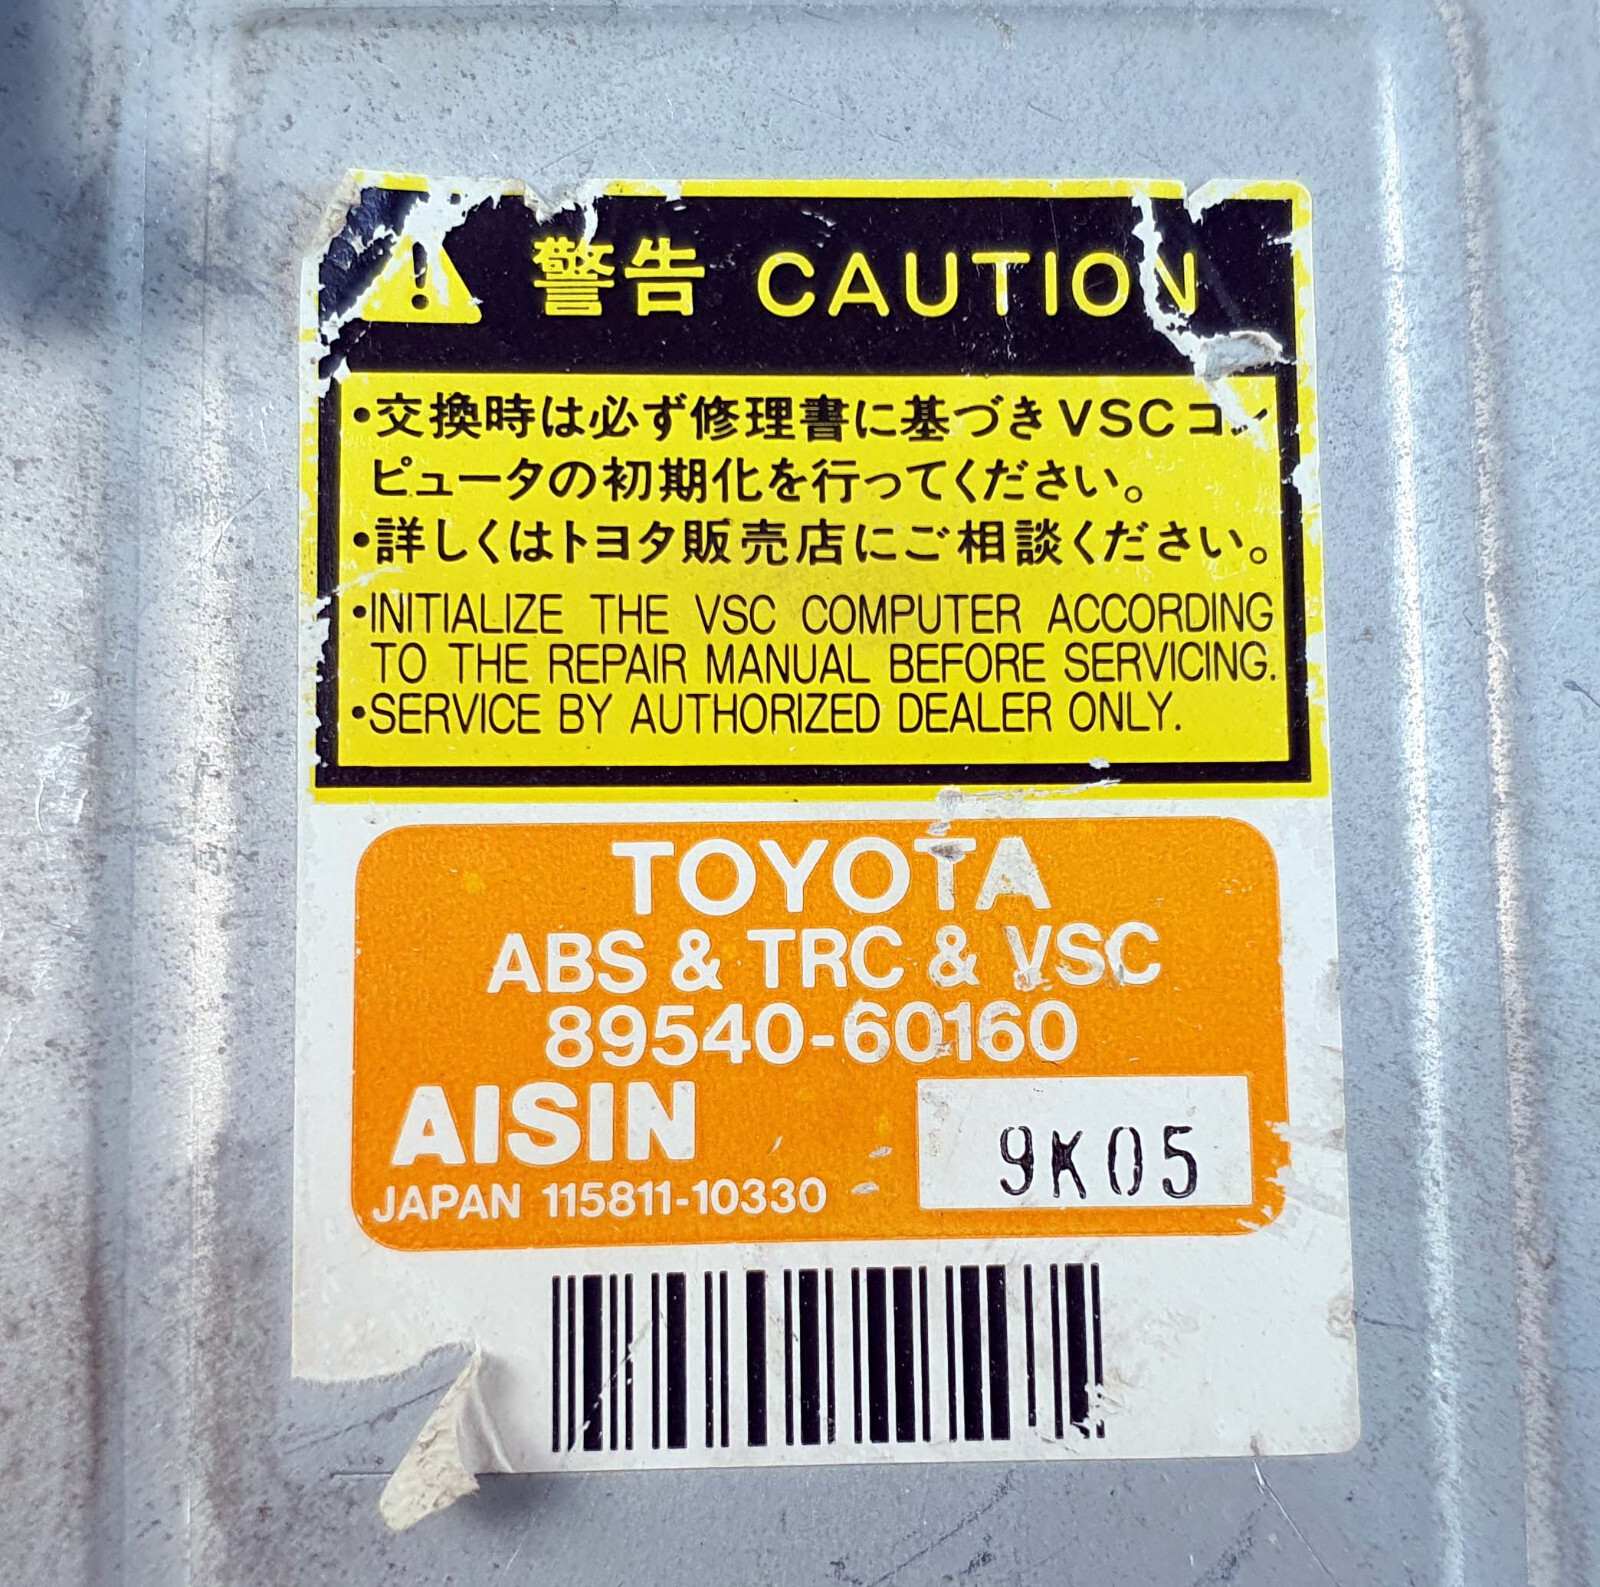 警告 CAUTION
•交換時は必ず修理書に基づきVSCコン
ピュータの初期化を行ってください。
•詳しくはトヨタ販売店にご相談ください。
•INITIALIZE THE VSC COMPUTER ACCORDING
TO THE REPAIR MANUAL BEFORE SERVICING.
•SERVICE BY AUTHORIZED DEALER ONLY.
TOYOTA
ABS & TRC & VSC
89540-60160
AISIN
9K05
JAPAN 115811-10330